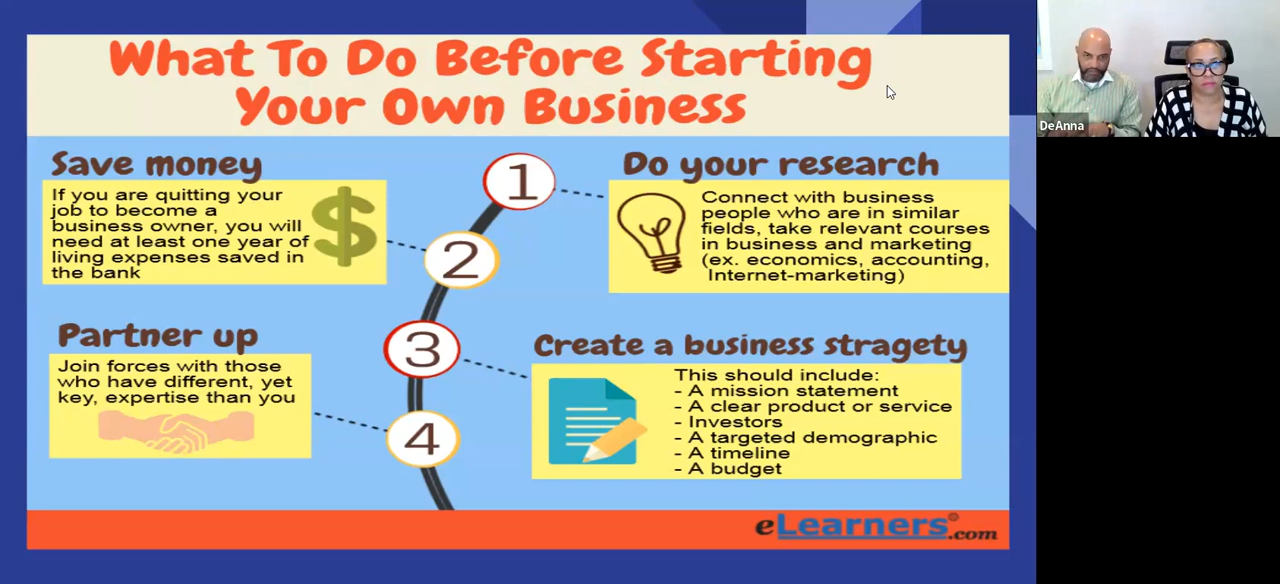 What To Do Before Starting
Your Own Business
DeAnna
1
Do your research
Connect with business
people who are in similar
fields, take relevant courses
in business and marketing
(ex. economics, accounting,
Internet-marketing)
2
Save money
If you are quitting your
job to become a
business owner, you will
need at least one year of
living expenses saved in
the bank
$
3
Create a business stragety
This should include:
- A mission statement
- A clear product or service
- Investors
- A targeted demographic
- A timeline
- A budget
4
Partner up
Join forces with those
who have different, yet
key, expertise than you
eLearners®.com